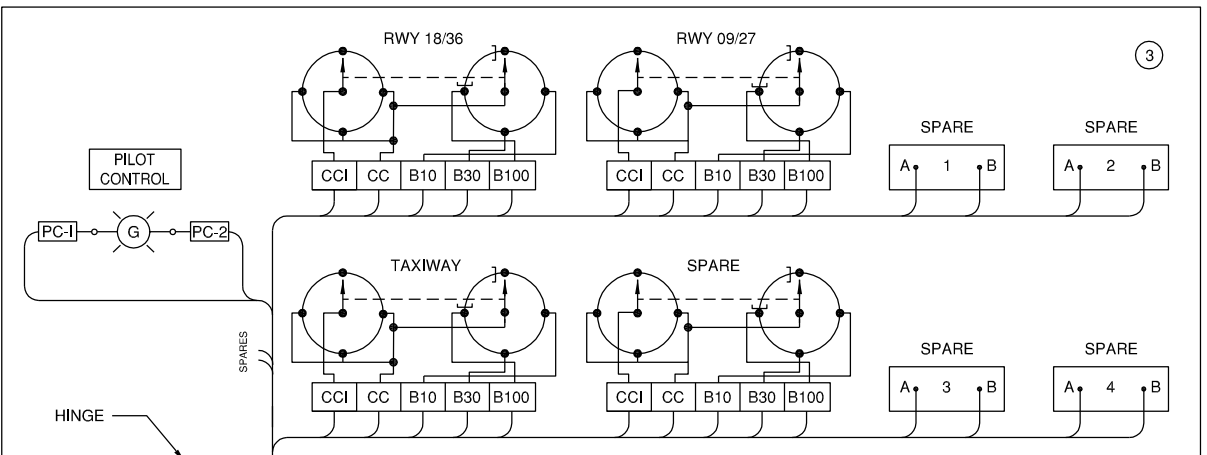 RWY 18/36
RWY 09/27
3
SPARE
SPARE
PILOT
CONTROL
CCI CC B10 B30 B100
CCI CC B10 B30 B100
A 1 B
A 2 B
PC-I G PC-2
TAXIWAY
SPARE
SPARES
SPARE
SPARE
CCI CC B10 B30 B100
CCI CC B10 B30 B100
A 3 B
A 4 B
HINGE